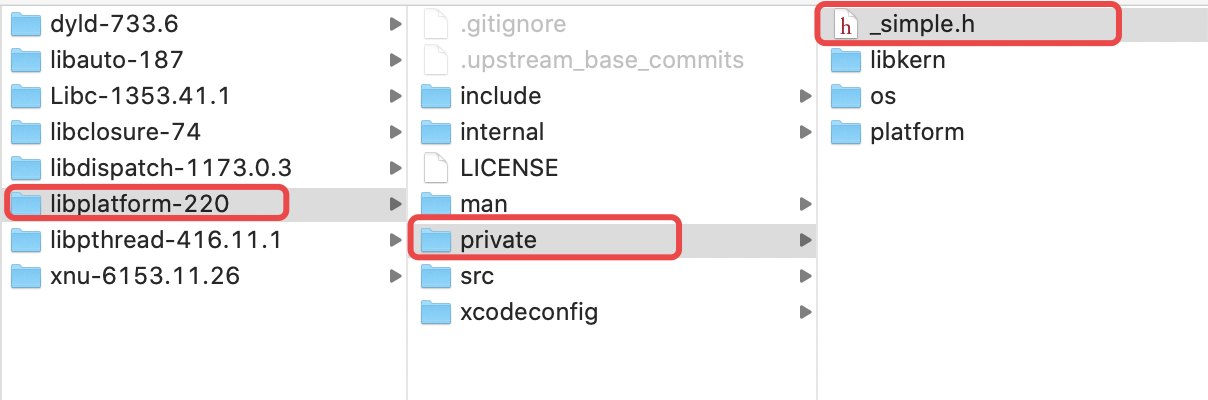 dyld-733.6
libauto-187
Libc-1353.41.1
libclosure-74
libdispatch-1173.0.3
libplatform-220
libpthread-416.11.1
xnu-6153.11.26
.gitignore
.upstream_base_commits
include
internal
LICENSE
man
private
src
xcodeconfig
h _simple.h
libkern
os
platform